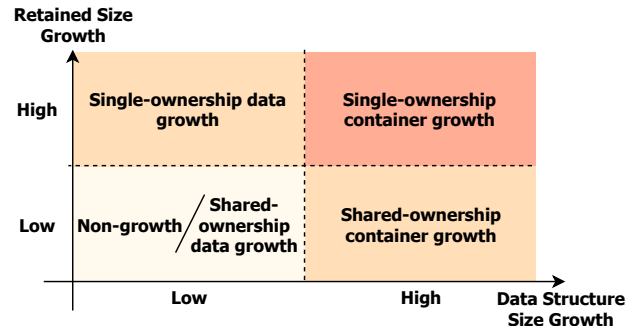 Retained Size
Growth
High
Single-ownership data
growth
Single-ownership
container growth
Low
Non-growth
Shared-
ownership
data growth
Shared-ownership
container growth
Low
High
Data Structure
Size Growth